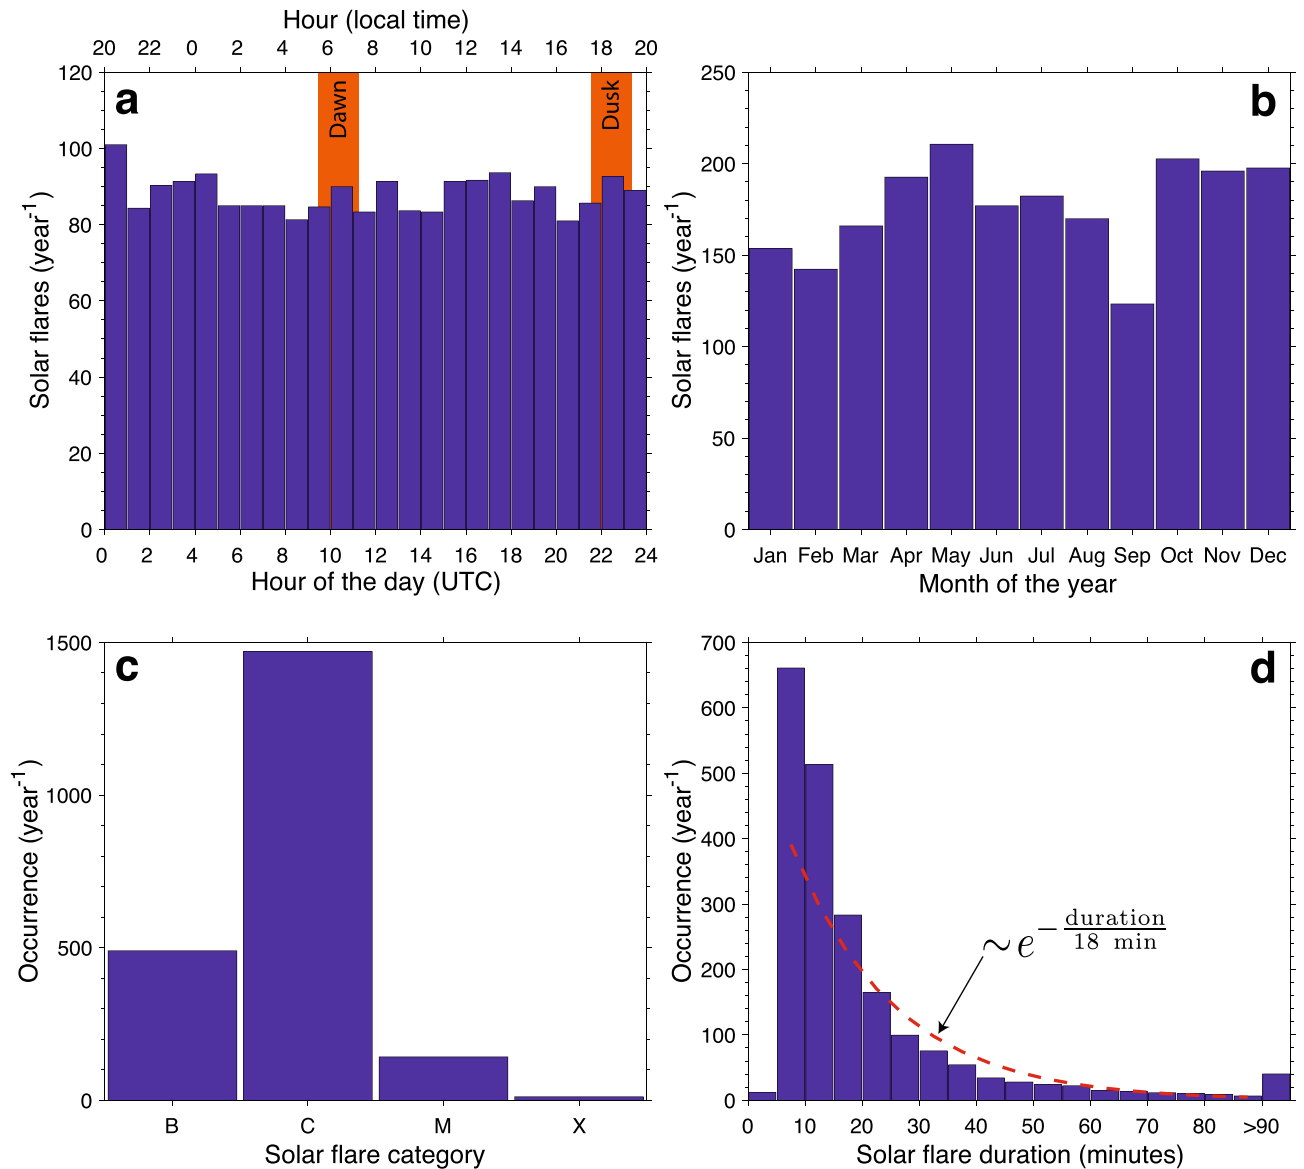 Hour (local time)
20 22 0 2 4 6 8 10 12 14 16 18 20
a
Dawn
Dusk
120
100
80
60
40
20
0
Solar flares (year-1)
0 2 4 6 8 10 12 14 16 18 20 22 24
Hour of the day (UTC)
b
250
200
150
100
50
0
Solar flares (year-1)
Jan Feb Mar Apr May Jun Jul Aug Sep Oct Nov Dec
Month of the year
c
1500
1000
500
0
Occurrence (year-1)
B C M X
Solar flare category
d
700
600
500
400
300
200
100
0
Occurrence (year-1)
~e^-duration/18 min
0 10 20 30 40 50 60 70 80 >90
Solar flare duration (minutes)